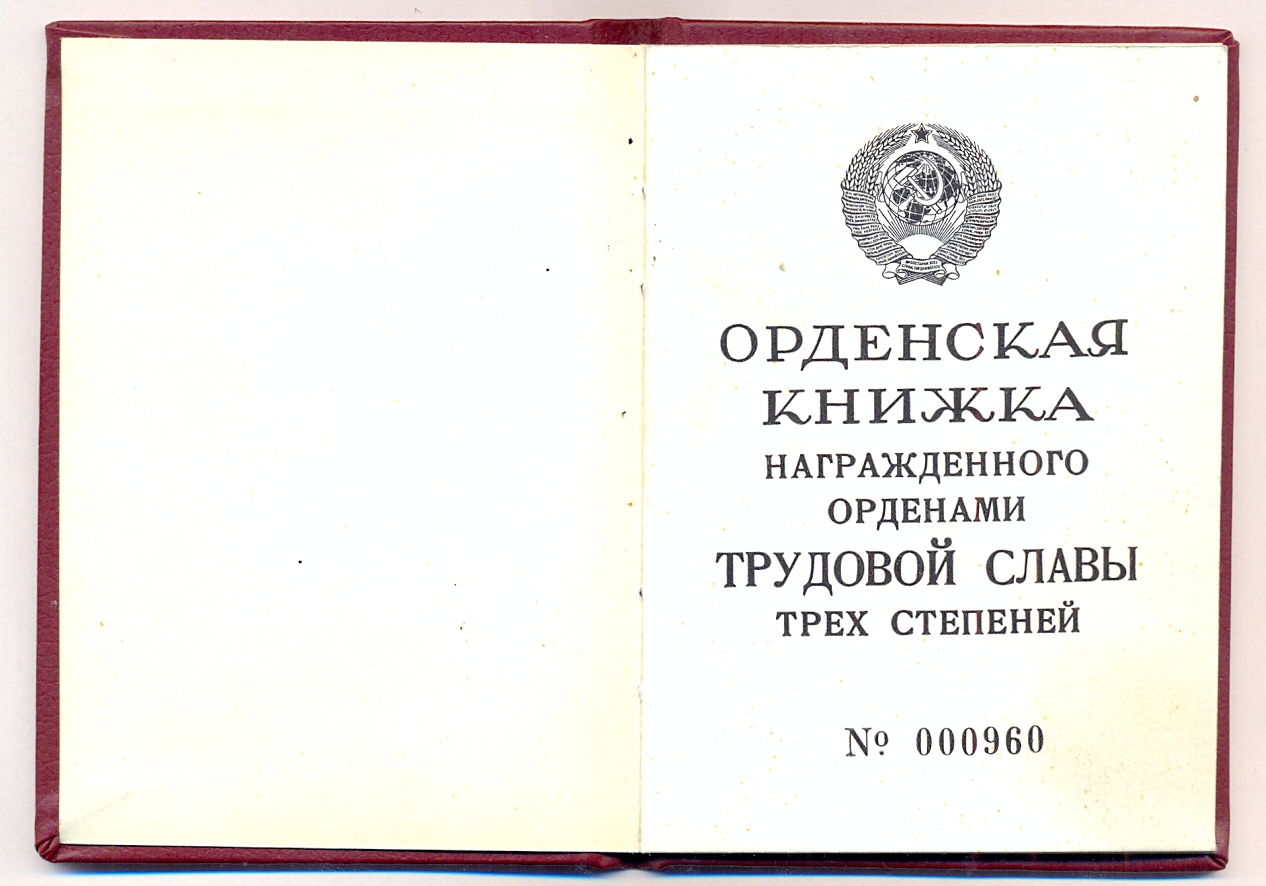 ОРДЕНСКАЯ
КНИЖКА
НАГРАЖДЕННОГО
ОРДЕНАМИ
ТРУДОВОЙ СЛАВЫ
ТРЕХ СТЕПЕНЕЙ
№ 000960